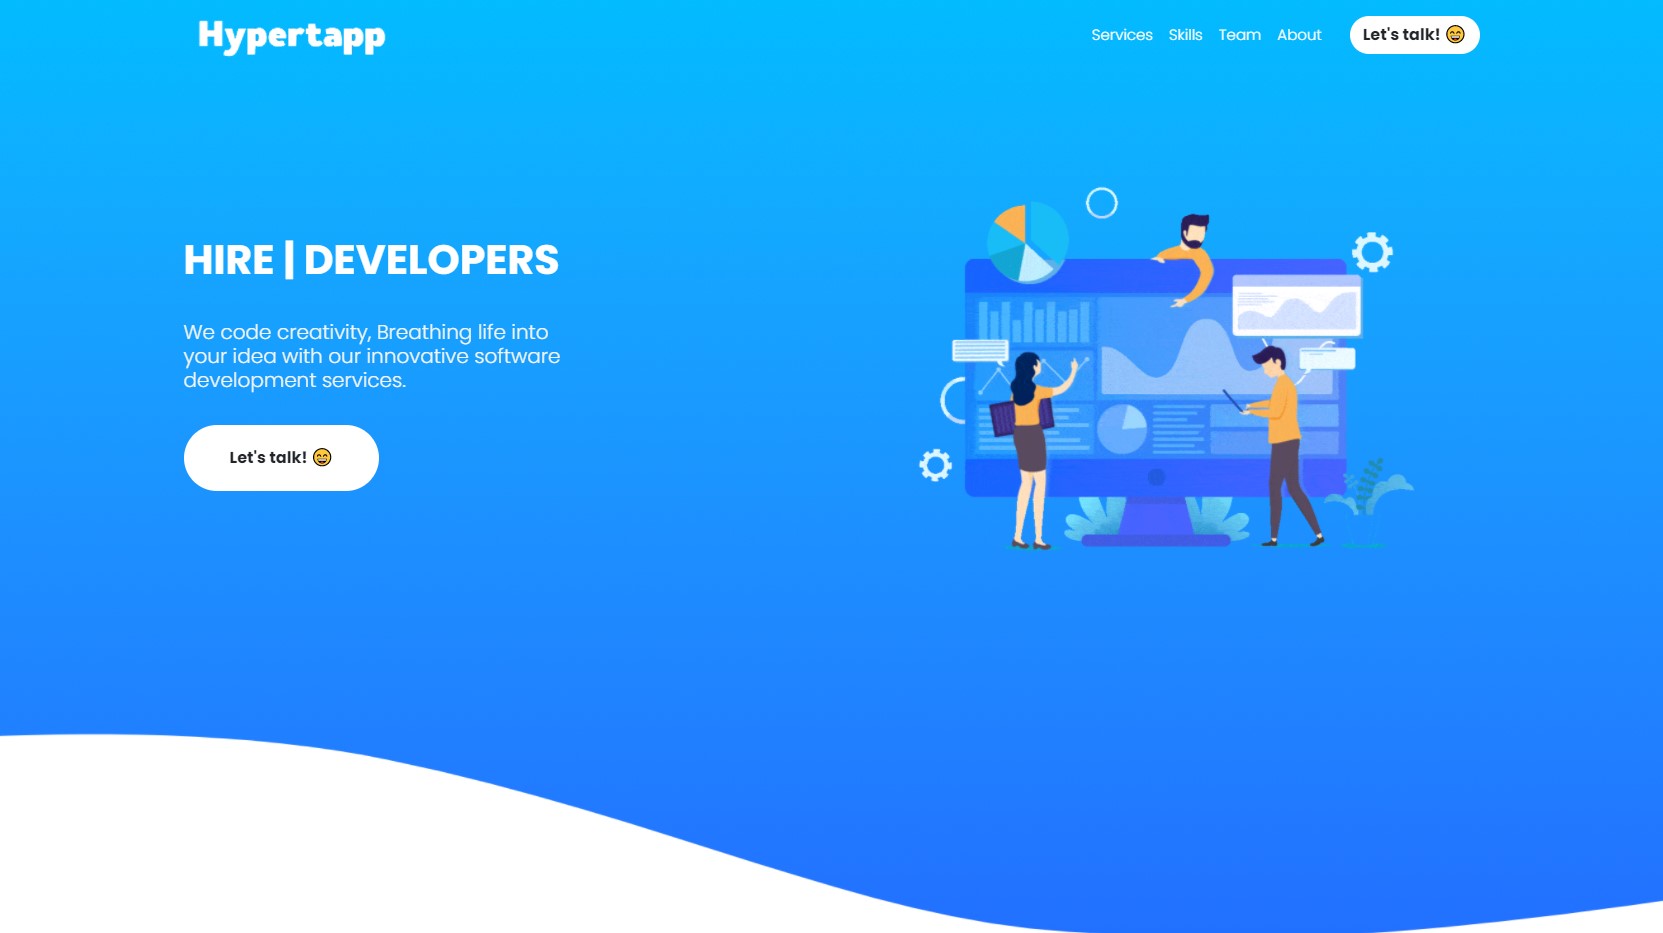 Hypertapp
Services Skills Team About Let's talk! 😄
HIRE | DEVELOPERS
We code creativity, Breathing life into
your idea with our innovative software
development services.
Let's talk! 😄